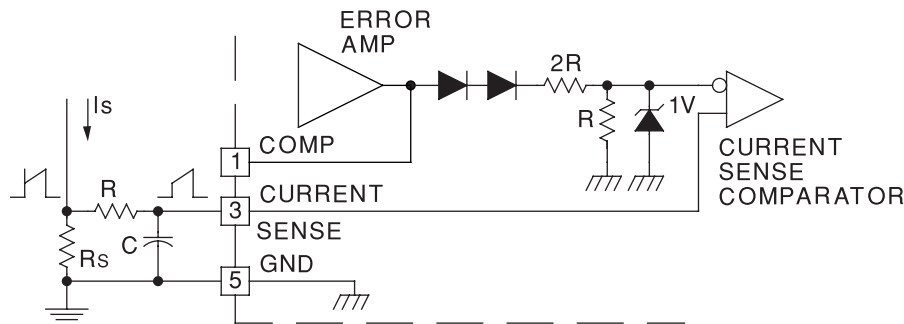 ERROR
AMP
2R
1V
R
Is
1 COMP
CURRENT
SENSE
COMPARATOR
R
3 CURRENT
SENSE
C
Rs
5 GND